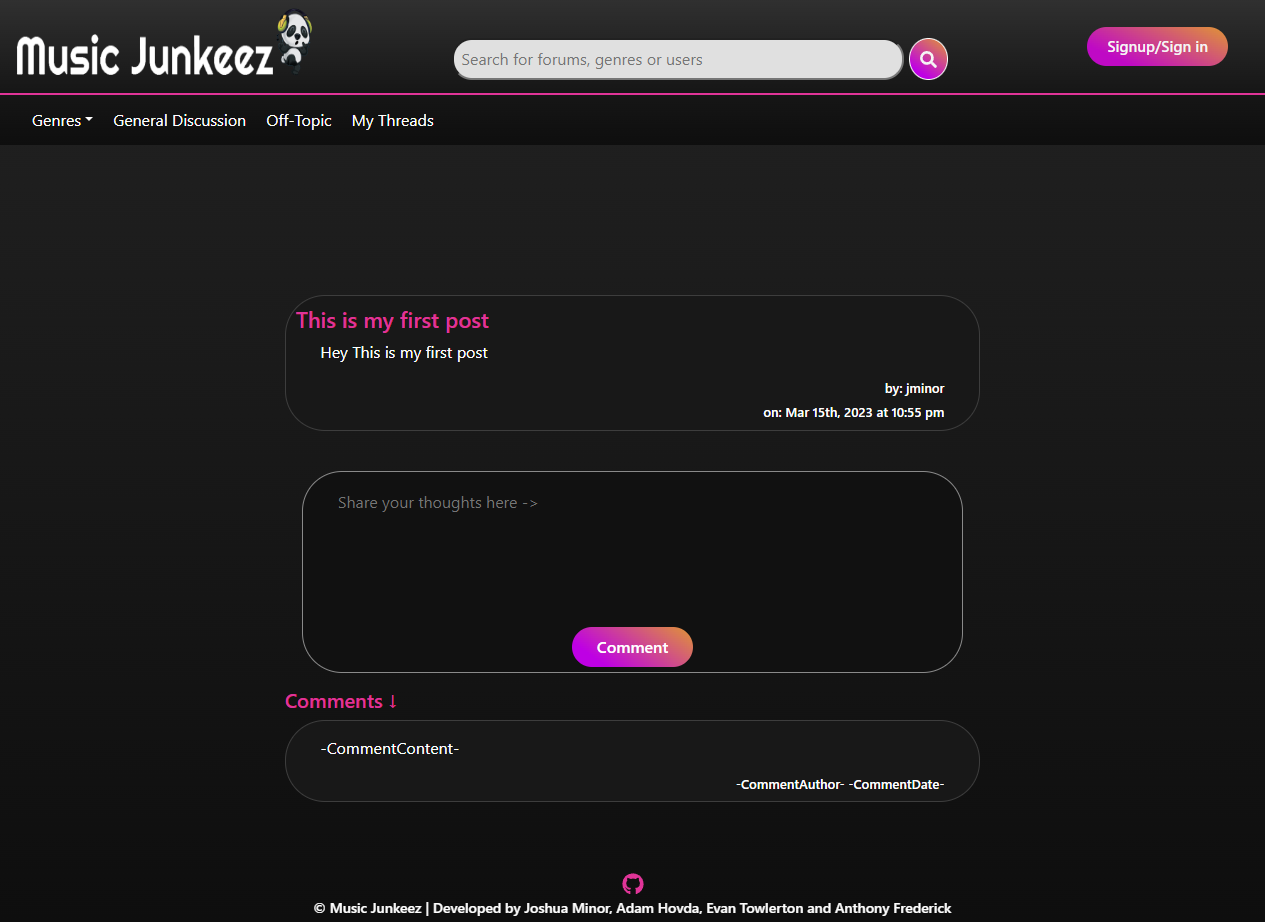 Music Junkeez
Search for forums, genres or users
Signup/Sign in
Genres General Discussion Off-Topic My Threads
This is my first post
Hey This is my first post
by: jminor
on: Mar 15th, 2023 at 10:55 pm
Share your thoughts here ->
Comment
Comments ↓
-CommentContent-
-CommentAuthor- -CommentDate-
© Music Junkeez | Developed by Joshua Minor, Adam Hovda, Evan Towlerton and Anthony Frederick